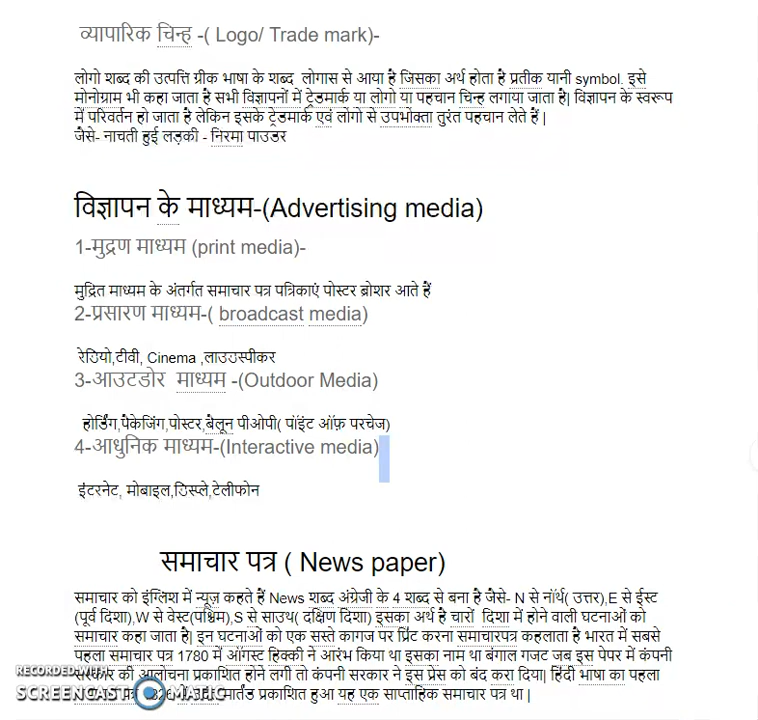 व्यापारिक चिन्ह -( Logo/ Trade mark)-
लोगो शब्द की उत्पत्ति ग्रीक भाषा के शब्द लोगास से आया है जिसका अर्थ होता है प्रतीक यानी symbol. इसे
मोनोग्राम भी कहा जाता है सभी विज्ञापनों में ट्रेडमार्क या लोगो या पहचान चिन्ह लगाया जाता है| विज्ञापन के स्वरूप
में परिवर्तन हो जाता है लेकिन इसके ट्रेडमार्क एवं लोगो से उपभोक्ता तुरंत पहचान लेते हैं |
जैसे- नाचती हुई लड़की - निरमा पाउडर
विज्ञापन के माध्यम-(Advertising media)
1-मुद्रण माध्यम (print media)-
मुद्रित माध्यम के अंतर्गत समाचार पत्र पत्रिकाएं पोस्टर ब्रोशर आते हैं
2-प्रसारण माध्यम-( broadcast media)
रेडियो,टीवी, Cinema ,लाउडस्पीकर
3-आउटडोर माध्यम -(Outdoor Media)
होर्डिंग,पैकेजिंग,पोस्टर,बैलून पीओपी( पॉइंट ऑफ़ परचेज)
4-आधुनिक माध्यम-(Interactive media)
इंटरनेट, मोबाइल,डिस्प्ले,टेलीफोन
समाचार पत्र ( News paper)
समाचार को इंग्लिश में न्यूज़ कहते हैं News शब्द अंग्रेजी के 4 शब्द से बना है जैसे- N से नॉर्थ( उत्तर),E से ईस्ट
(पूर्व दिशा),W से वेस्ट(पश्चिम),S से साउथ( दक्षिण दिशा) इसका अर्थ है चारों दिशा में होने वाली घटनाओं को
समाचार कहा जाता है| इन घटनाओं को एक सस्ते कागज पर प्रिंट करना समाचारपत्र कहलाता है भारत में सबसे
पहला समाचार पत्र 1780 में ऑगस्ट हिक्की ने आरंभ किया था इसका नाम था बंगाल गजट जब इस पेपर में कंपनी
सरकार की आलोचना प्रकाशित होने लगी तो कंपनी सरकार ने इस प्रेस को बंद करा दिया| हिंदी भाषा का पहला
मार्तंड प्रकाशित हुआ यह एक साप्ताहिक समाचार पत्र था |
RECORDED WITH
SCREENCAST MATIC